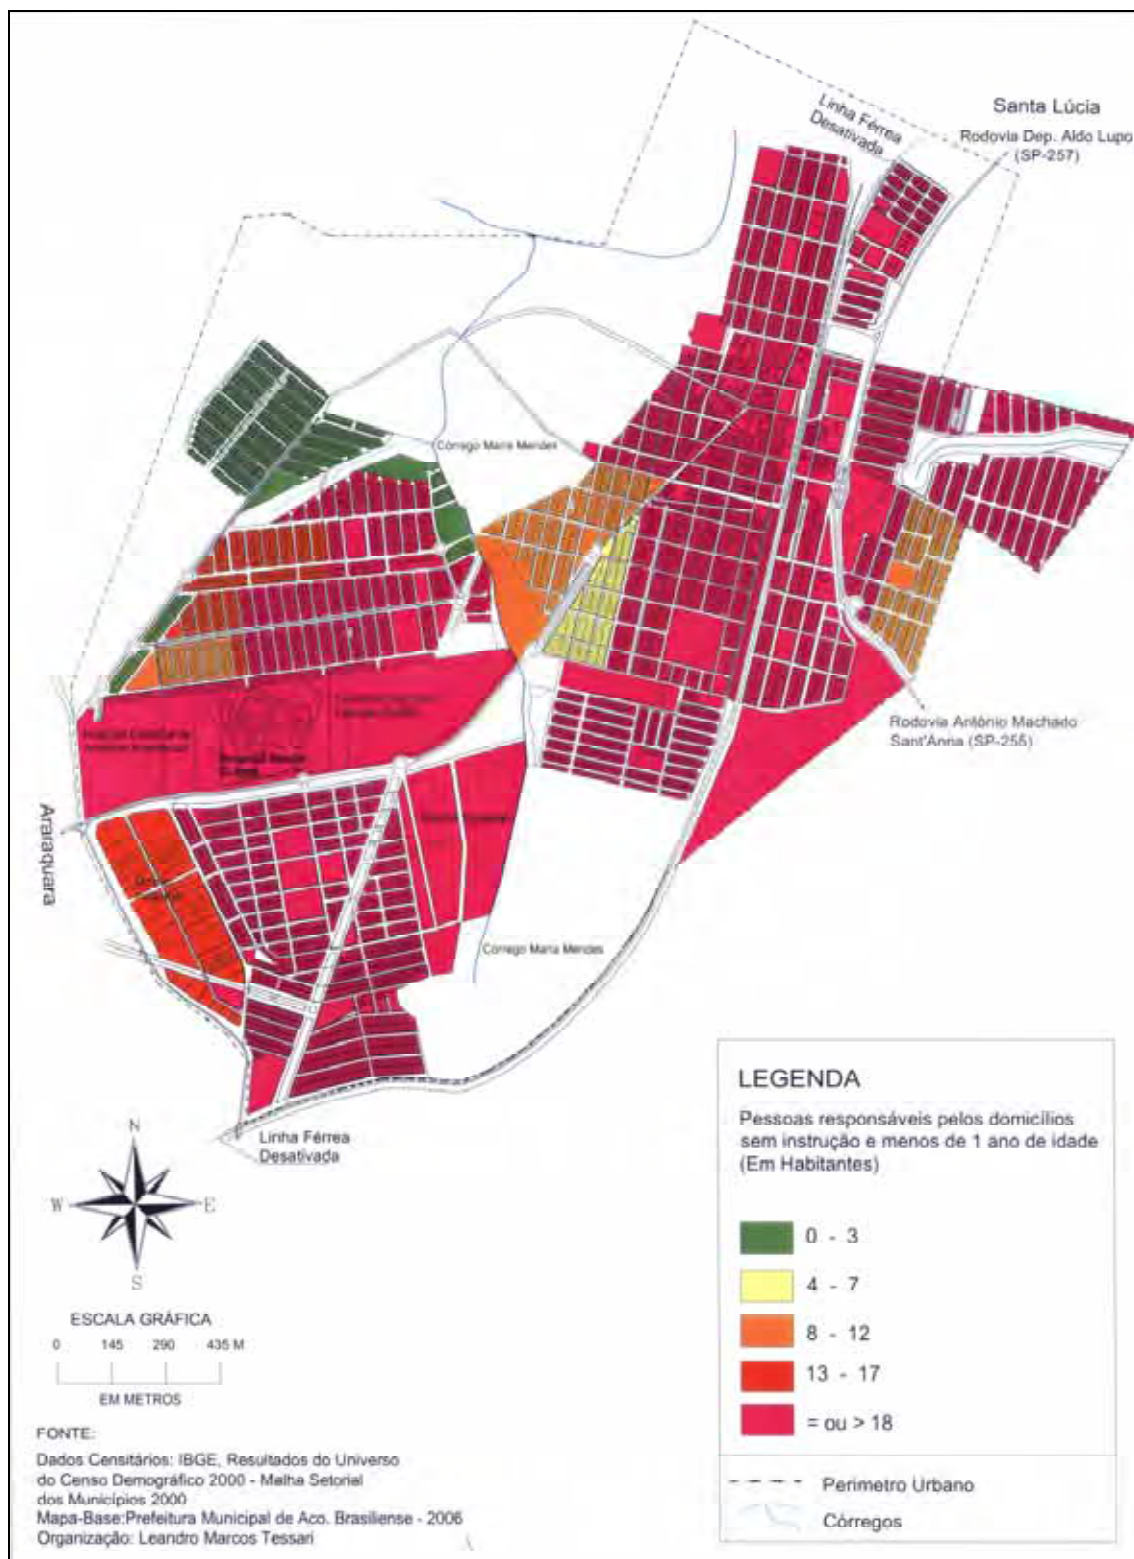 Linha Férrea
Desativada
Santa Lúcia
Rodovia Dep. Aldo Lupo
(SP-257)
Córrego Maria Mendes
Rodovia Antônio Machado
Sant'Anna (SP-255)
Araraquara
Córrego Maria Mendes
Linha Férrea
Desativada
N
W
E
S
ESCALA GRÁFICA
0 145 290 435 M
EM METROS
FONTE:
Dados Censitários: IBGE, Resultados do Universo
do Censo Demográfico 2000 - Malha Setorial
dos Municípios 2000
Mapa-Base:Prefeitura Municipal de Aco. Brasiliense - 2006
Organização: Leandro Marcos Tessari
LEGENDA
Pessoas responsáveis pelos domicílios
sem instrução e menos de 1 ano de idade
(Em Habitantes)
0 - 3
4 - 7
8 - 12
13 - 17
= ou > 18
Perimetro Urbano
Córregos